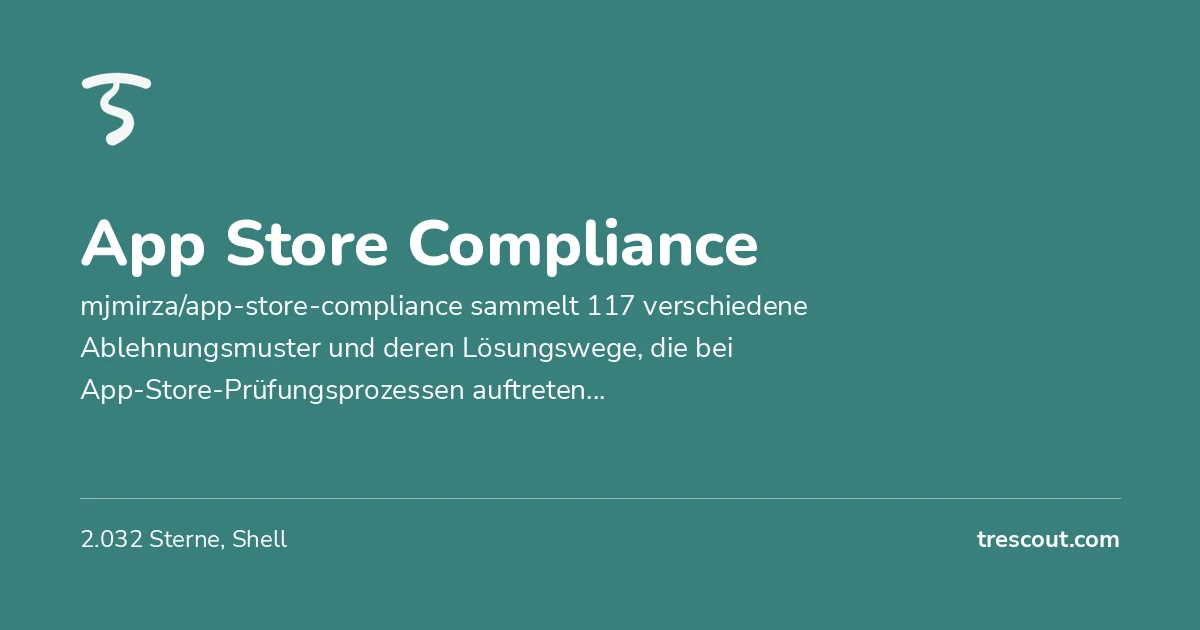 App Store Compliance
mjmirza/app-store-compliance sammelt 117 verschiedene
Ablehnungsmuster und deren Lösungswege, die bei
App-Store-Prüfungsprozessen auftreten...
2.032 Sterne, Shell
trescout.com